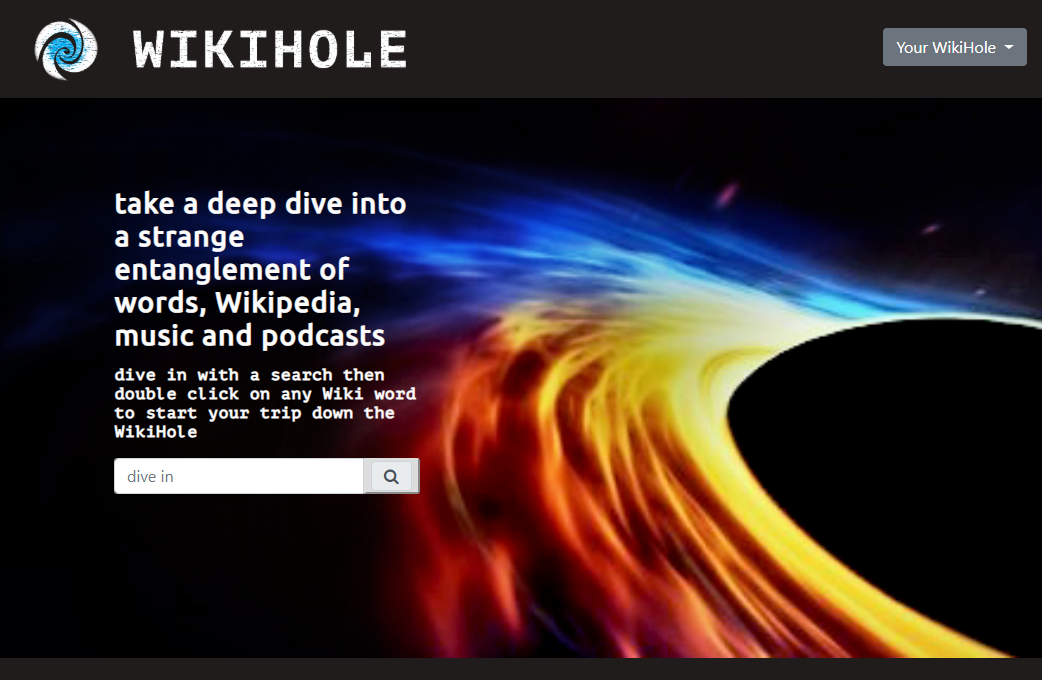 WIKIHOLE
Your WikiHole
take a deep dive into
a strange
entanglement of
words, Wikipedia,
music and podcasts
dive in with a search then
double click on any Wiki word
to start your trip down the
WikiHole
dive in